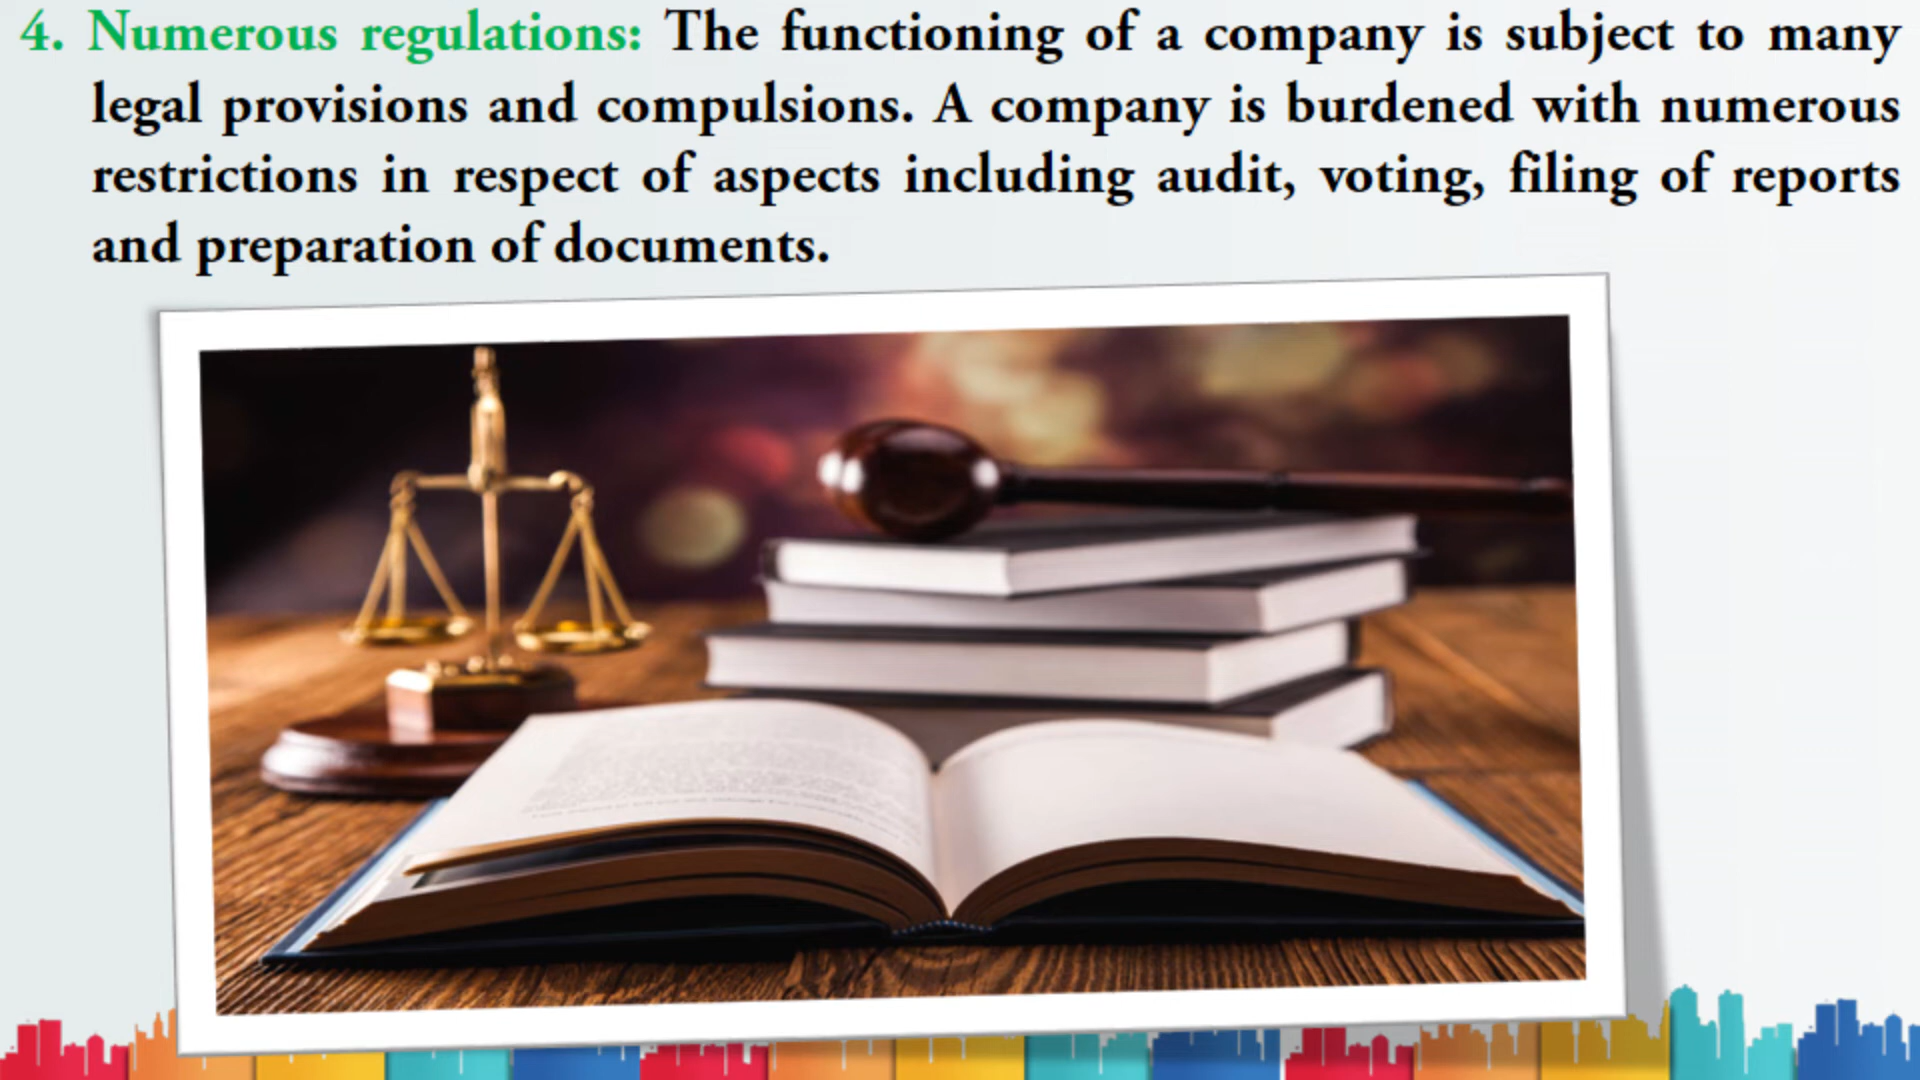 4. Numerous regulations: The functioning of a company is subject to many
legal provisions and compulsions. A company is burdened with numerous
restrictions in respect of aspects including audit, voting, filing of reports
and preparation of documents.